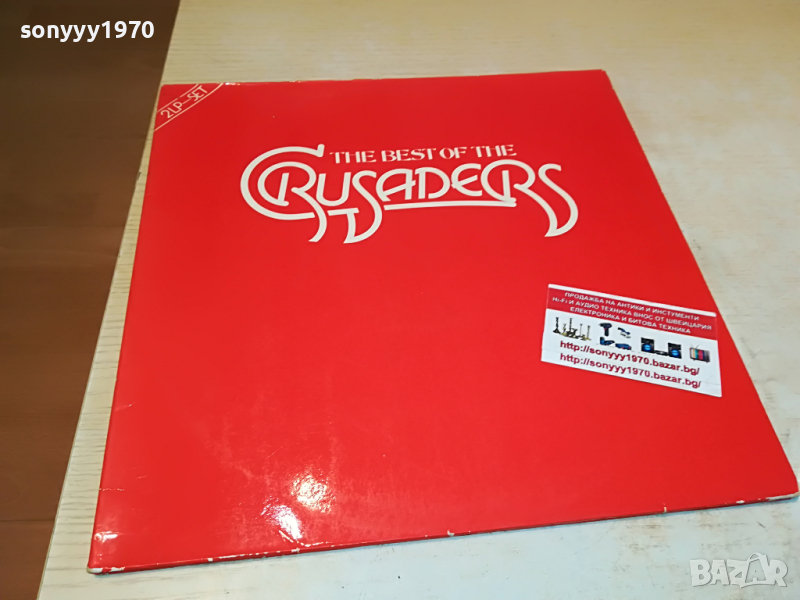 sonyyy1970
2LP-SET
THE BEST OF THE
CRUSADERS
ПРОДАЖБА НА АНТИКИ И ИНСТУМЕНТИ
Hi-Fi И АУДИО ТЕХНИКА ВНОС ОТ ШВЕЙЦАРИЯ
ЕЛЕКТРОНИКА И БИТОВА ТЕХНИКА
http://sonyyy1970.bazar.bg/
http://sonyyy1970.bazar.bg/
BAZAR